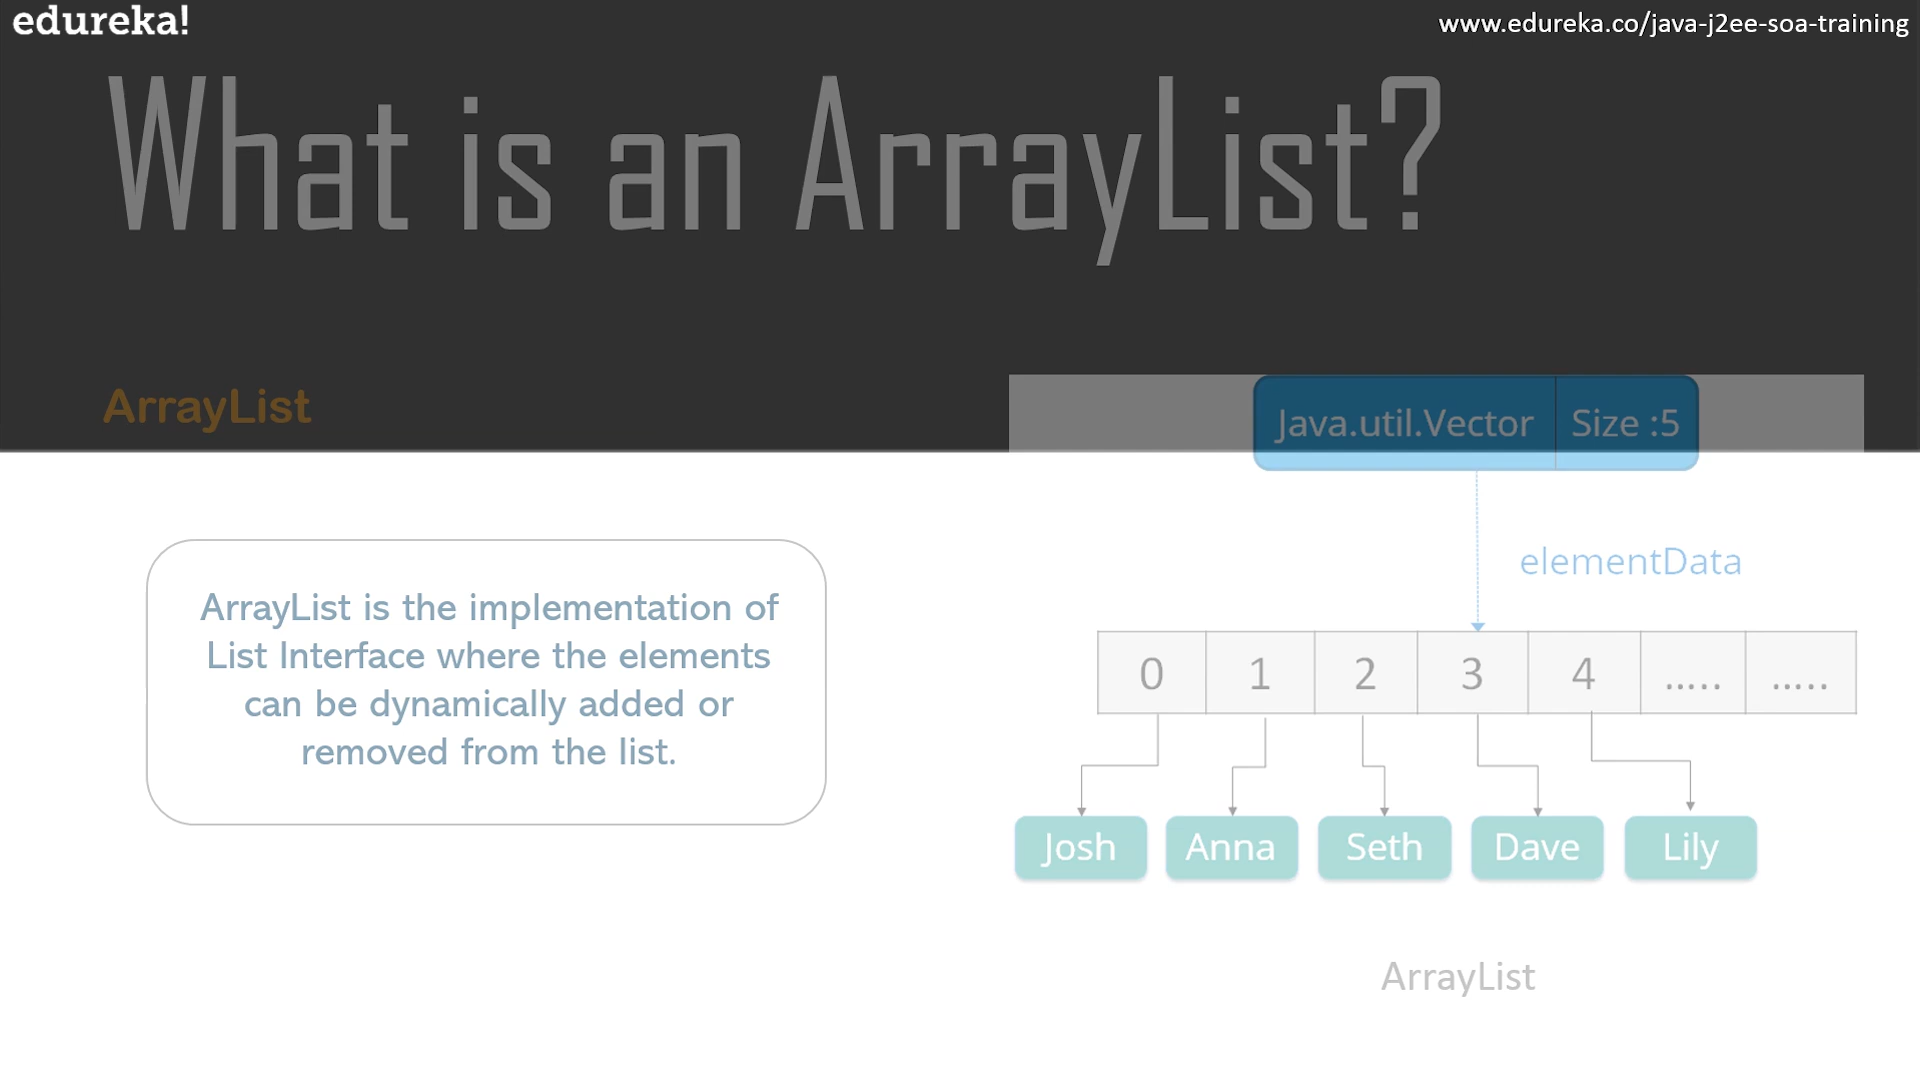 edureka!
www.edureka.co/java-j2ee-soa-training
What is an ArrayList?
ArrayList
Java.util.Vector Size :5
elementData
ArrayList is the implementation of
List Interface where the elements
can be dynamically added or
removed from the list.
0 1 2 3 4 ..... .....
Josh Anna Seth Dave Lily
ArrayList